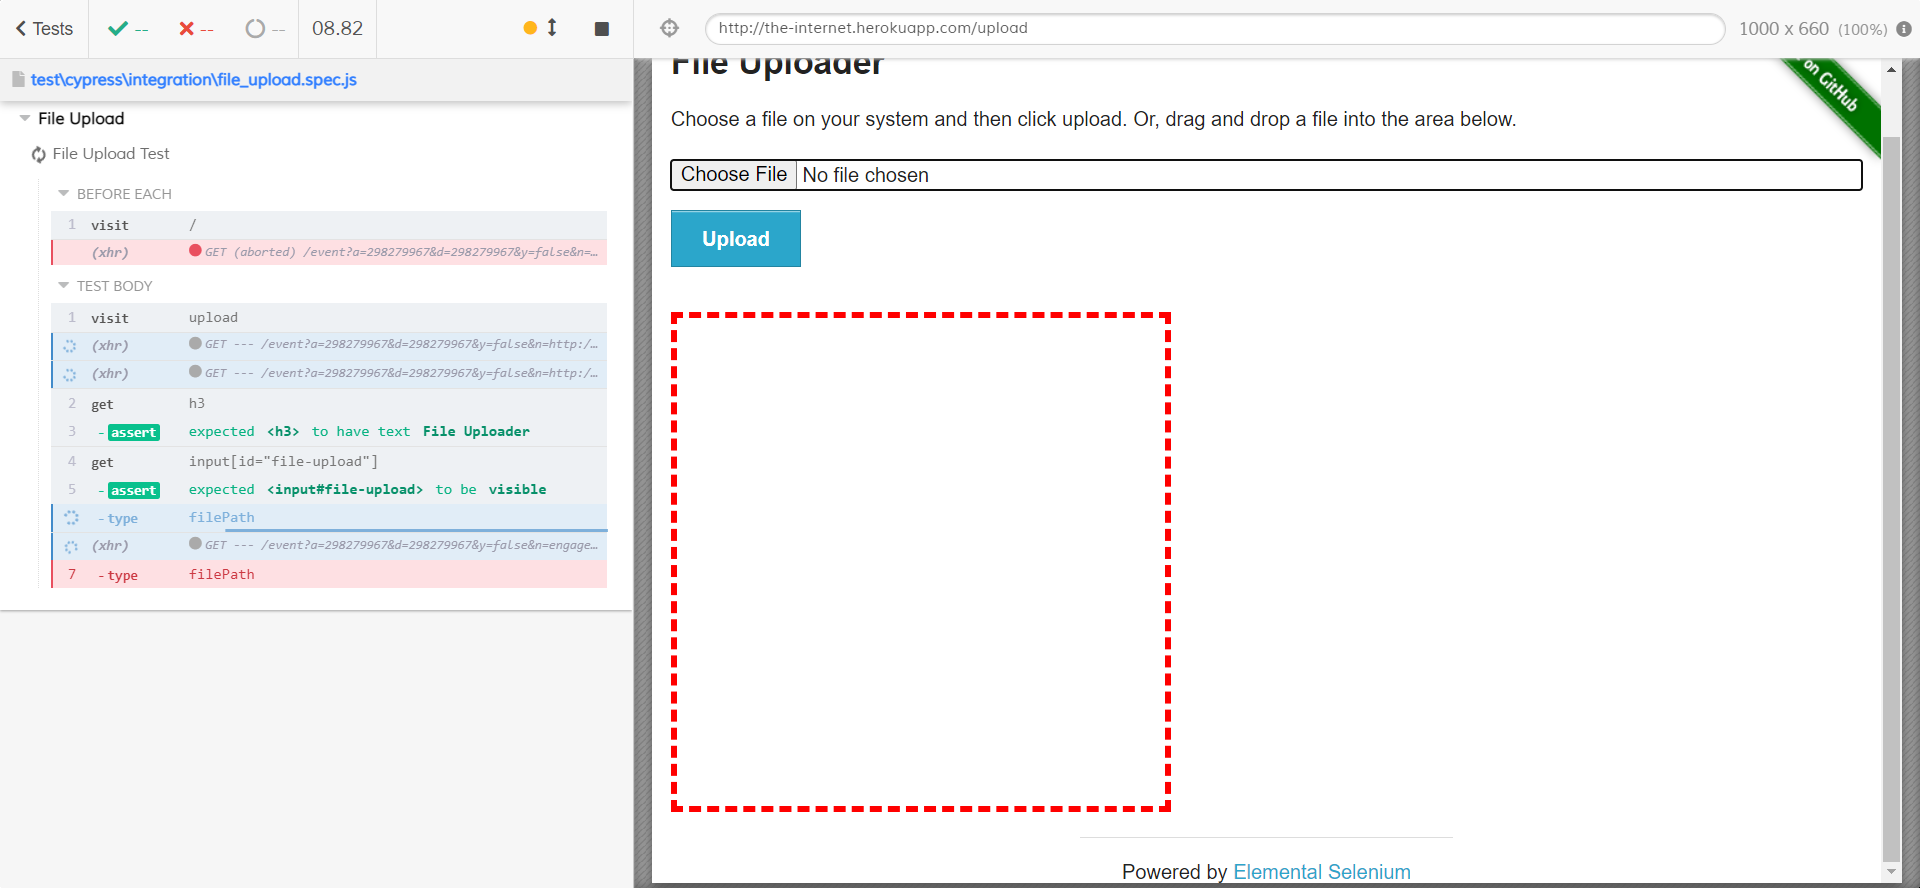 Tests
--
--
--
08.82
http://the-internet.herokuapp.com/upload
1000 x 660 (100%)
test\cypress\integration\file_upload.spec.js
File Upload
File Upload Test
BEFORE EACH
1 visit /
(xhr) GET (aborted) /event?a=298279967&d=298279967&y=false&n=…
TEST BODY
1 visit upload
(xhr) GET --- /event?a=298279967&d=298279967&y=false&n=http:/…
(xhr) GET --- /event?a=298279967&d=298279967&y=false&n=http:/…
2 get h3
3 -assert expected <h3> to have text File Uploader
4 get input[id="file-upload"]
5 -assert expected <input#file-upload> to be visible
-type filePath
(xhr) GET --- /event?a=298279967&d=298279967&y=false&n=engage…
7 -type filePath
File Uploader
on GitHub
Choose a file on your system and then click upload. Or, drag and drop a file into the area below.
Choose File No file chosen
Upload
Powered by Elemental Selenium